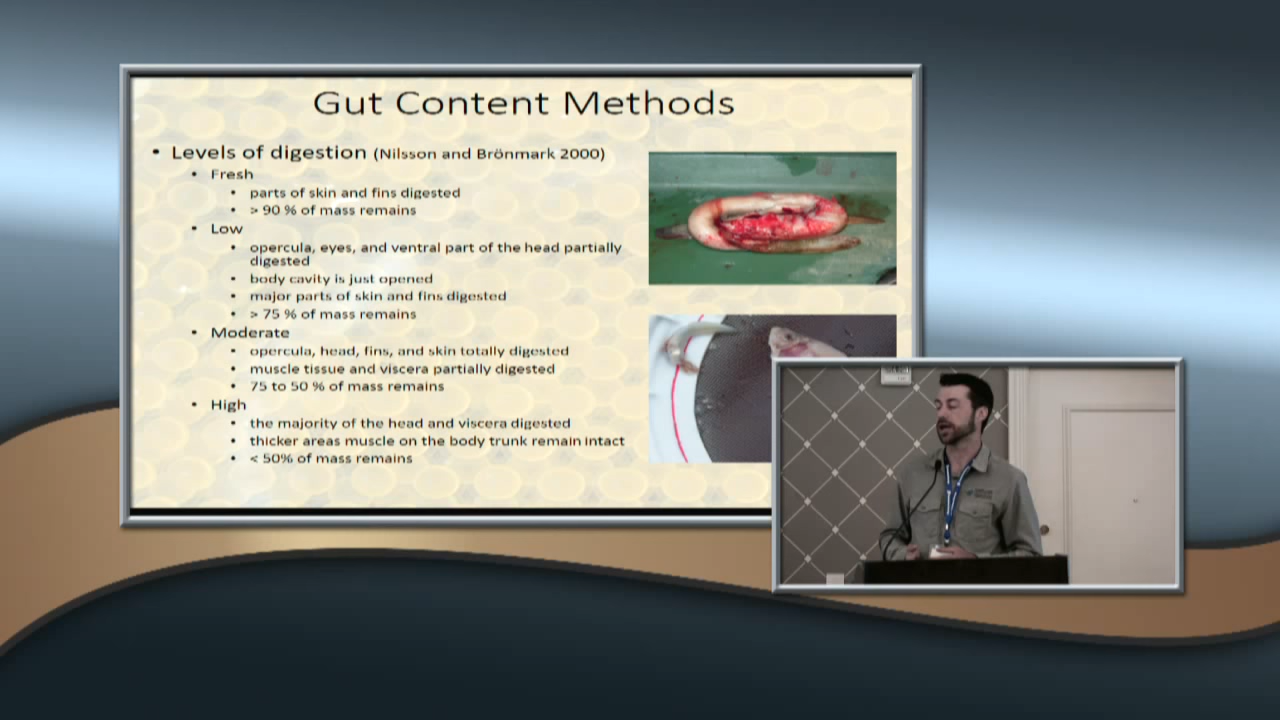 Gut Content Methods
• Levels of digestion (Nilsson and Brönmark 2000)
• Fresh
• parts of skin and fins digested
• > 90 % of mass remains
• Low
• opercula, eyes, and ventral part of the head partially
digested
• body cavity is just opened
• major parts of skin and fins digested
• > 75 % of mass remains
• Moderate
• opercula, head, fins, and skin totally digested
• muscle tissue and viscera partially digested
• 75 to 50 % of mass remains
• High
• the majority of the head and viscera digested
• thicker areas muscle on the body trunk remain intact
• < 50% of mass remains